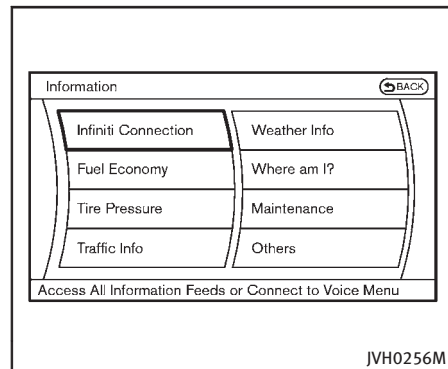 Information
BACK
Infiniti Connection
Weather Info
Fuel Economy
Where am I?
Tire Pressure
Maintenance
Traffic Info
Others
Access All Information Feeds or Connect to Voice Menu
JVH0256M